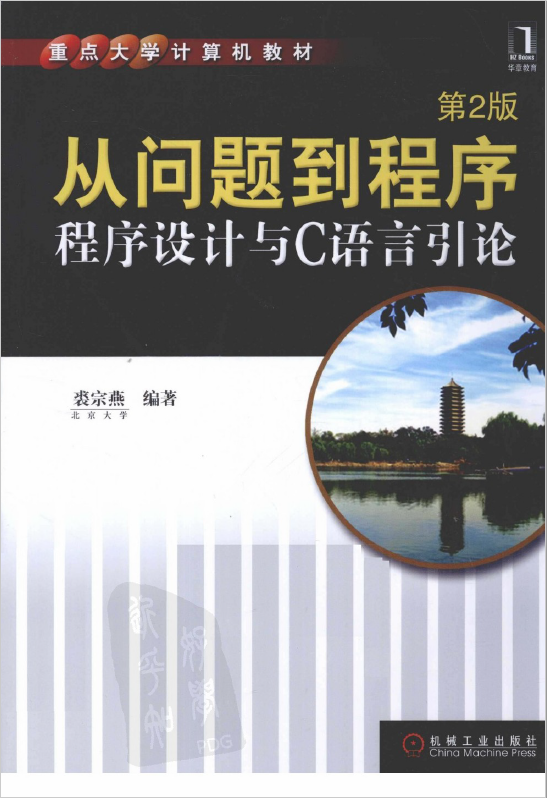 重点大学计算机教材
HZ Books
华章教育
第2版
从问题到程序
程序设计与C语言引论
裘宗燕 编著
北京大学
PDG
机械工业出版社
China Machine Press